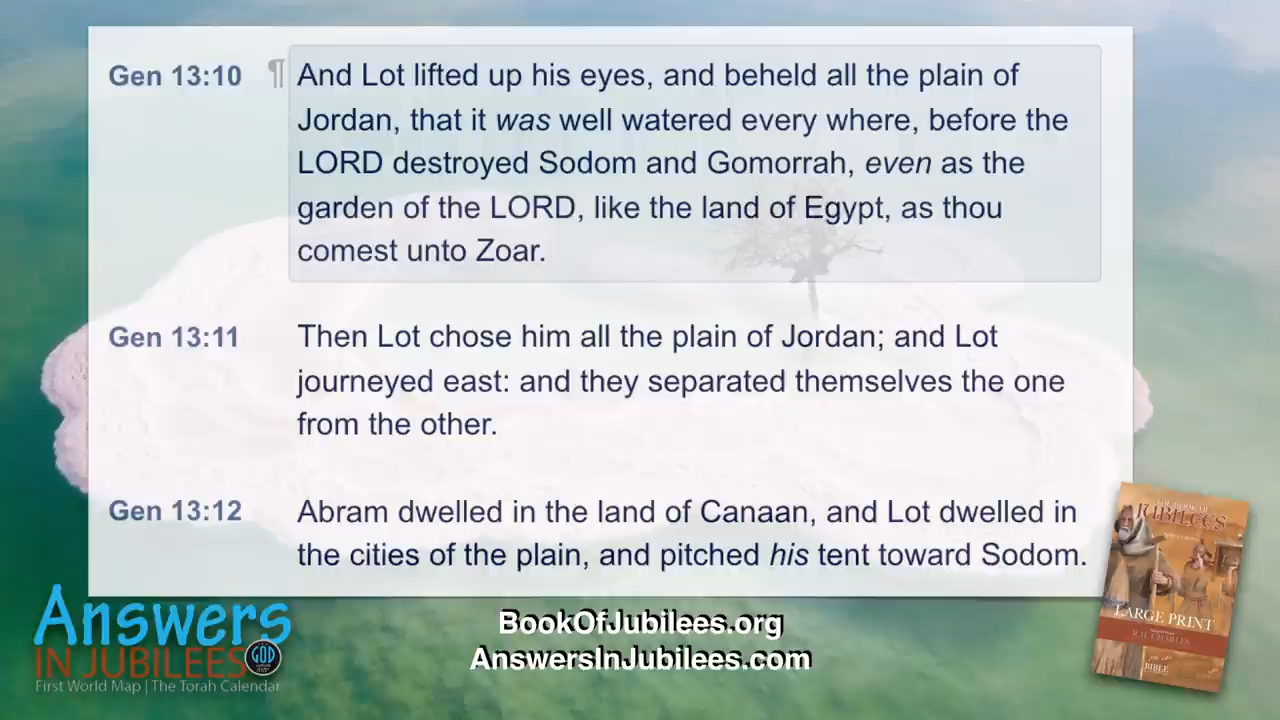 Gen 13:10 ¶ And Lot lifted up his eyes, and beheld all the plain of
Jordan, that it was well watered every where, before the
LORD destroyed Sodom and Gomorrah, even as the
garden of the LORD, like the land of Egypt, as thou
comest unto Zoar.
Gen 13:11 Then Lot chose him all the plain of Jordan; and Lot
journeyed east: and they separated themselves the one
from the other.
Gen 13:12 Abram dwelled in the land of Canaan, and Lot dwelled in
the cities of the plain, and pitched his tent toward Sodom.
Answers
IN JUBILEES
GOD
First World Map | The Torah Calendar
BookOfJubilees.org
AnswersInJubilees.com
THE BOOK OF
JUBILEES
LARGE PRINT
R.H. CHARLES
BIBLE